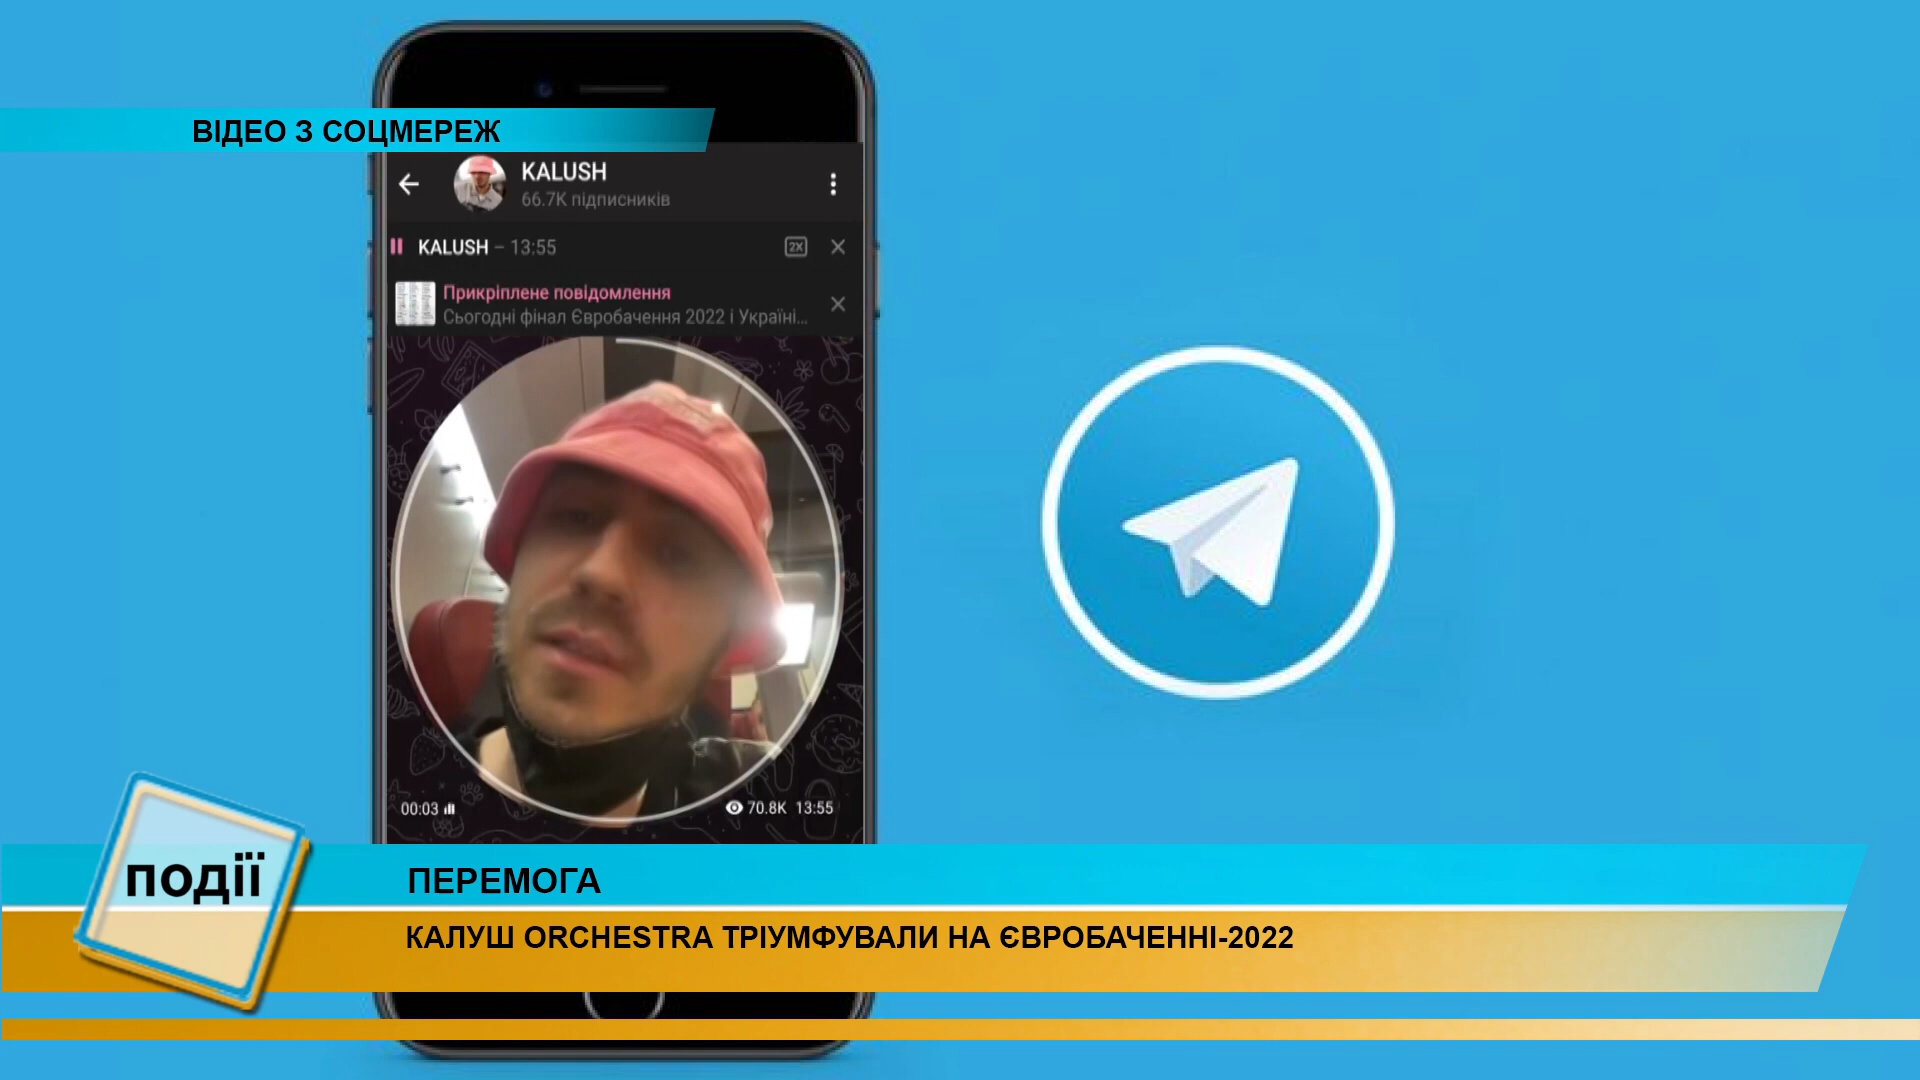 ВІДЕО З СОЦМЕРЕЖ
KALUSH
66.7K підписників
KALUSH – 13:55
2X
Прикріплене повідомлення
Сьогодні фінал Євробачення 2022 і Україні...
00:03
70.8K 13:55
події
ПЕРЕМОГА
КАЛУШ ORCHESTRA ТРІУМФУВАЛИ НА ЄВРОБАЧЕННІ-2022